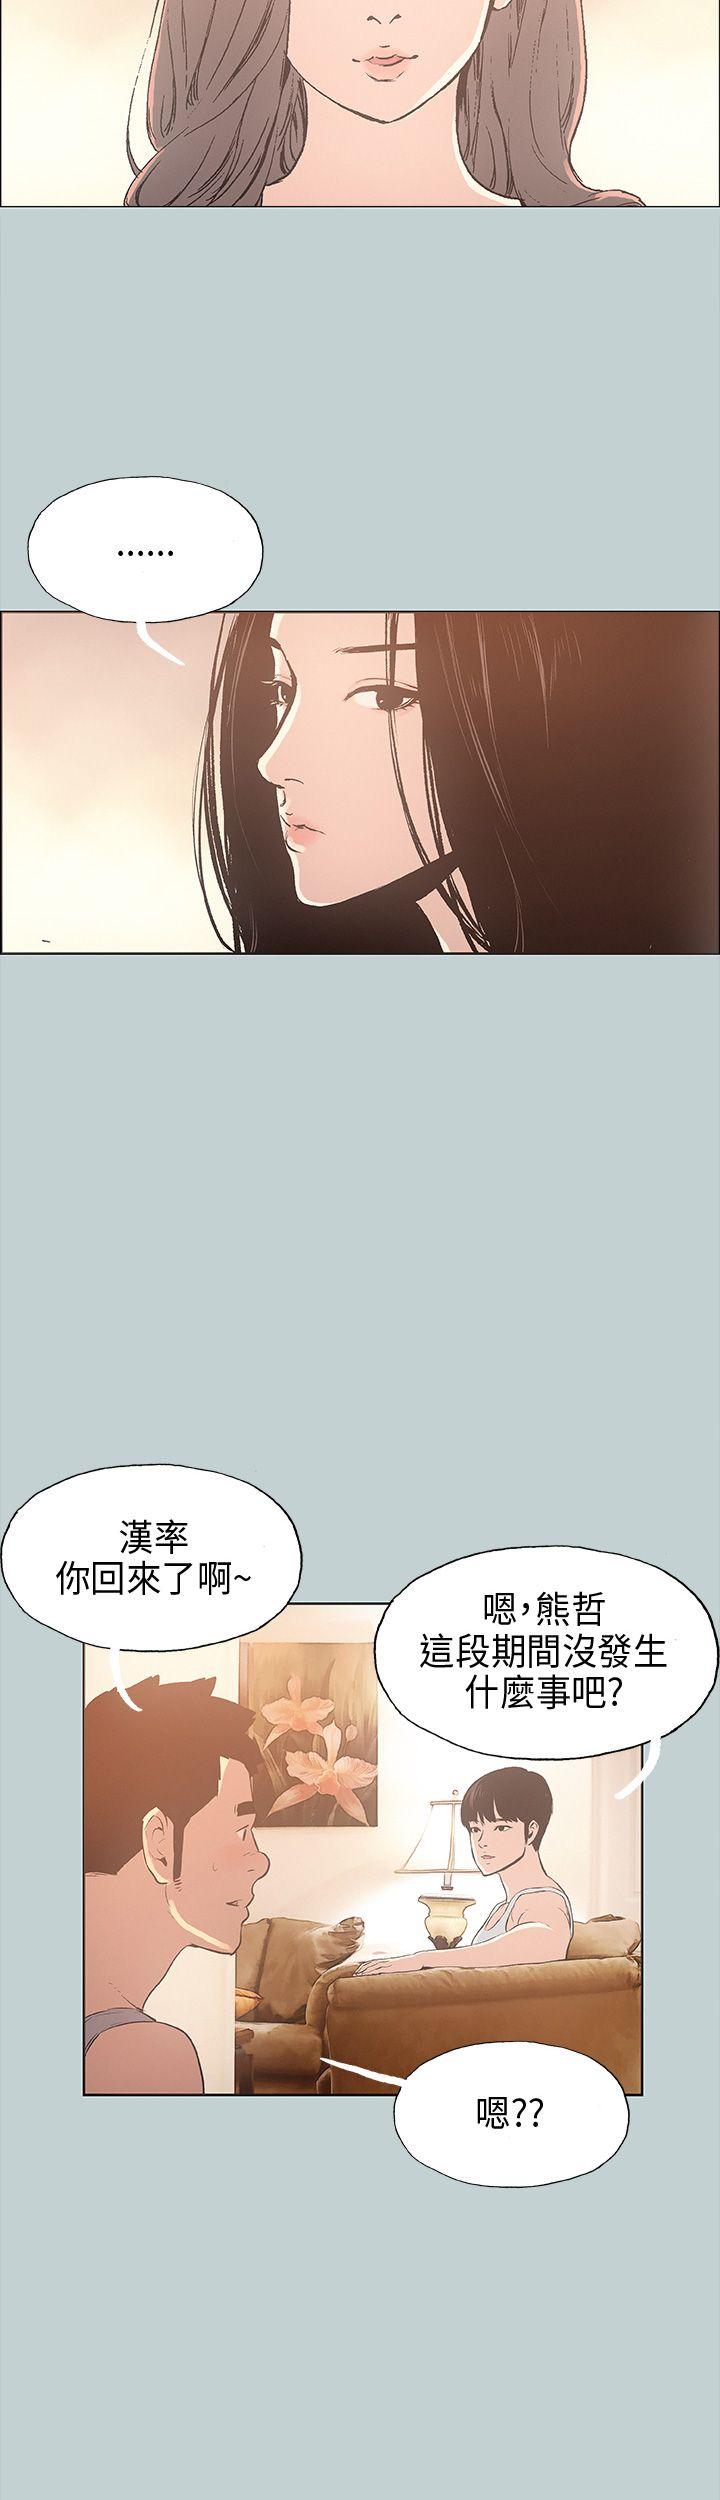 ......
漢率
你回來了啊~
嗯，熊哲
這段期間沒發生
什麼事吧?
嗯??